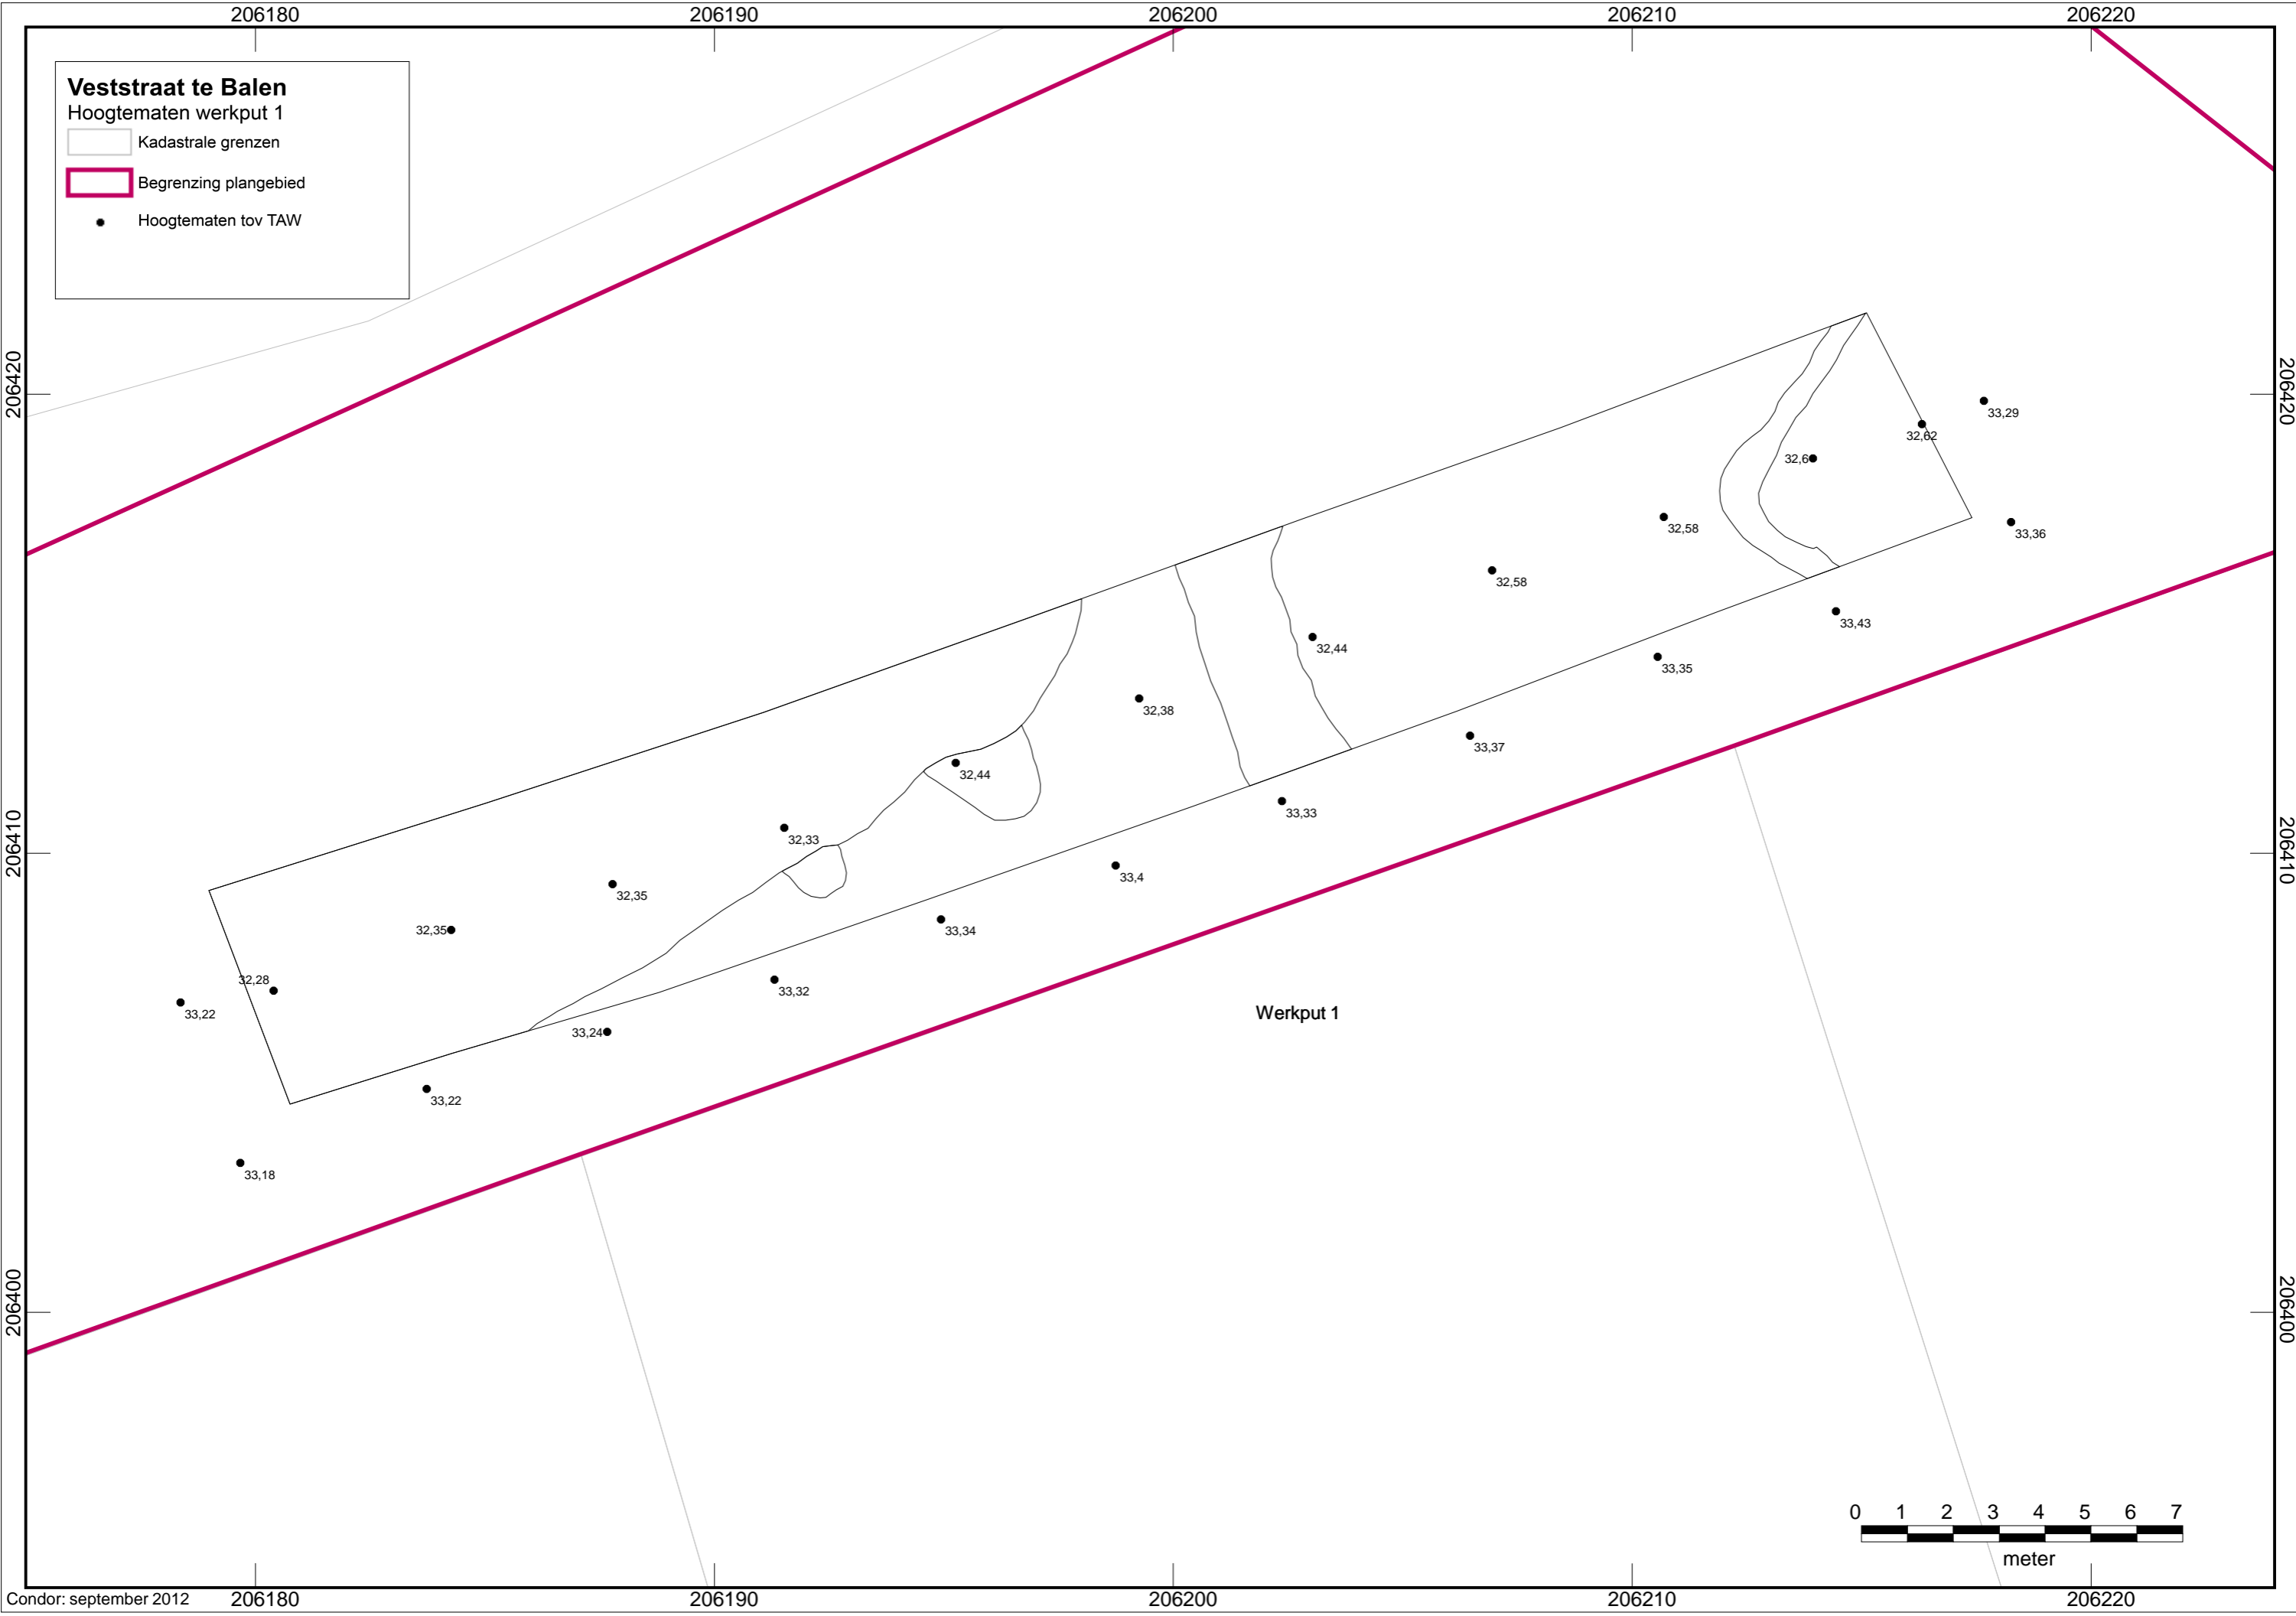 206180 206190 206200 206210 206220
Veststraat te Balen
Hoogtematen werkput 1
Kadastrale grenzen
Begrenzing plangebied
Hoogtematen tov TAW
206420
206420
33,29
32,62
32,6
32,58
33,36
32,58
33,43
32,44
33,35
32,38
33,37
32,44
33,33
206410
206410
32,33
33,4
32,35
33,34
32,35
32,28
33,32
33,22
33,24
Werkput 1
33,22
33,18
206400
206400
0 1 2 3 4 5 6 7
meter
Condor: september 2012
206180 206190 206200 206210 206220